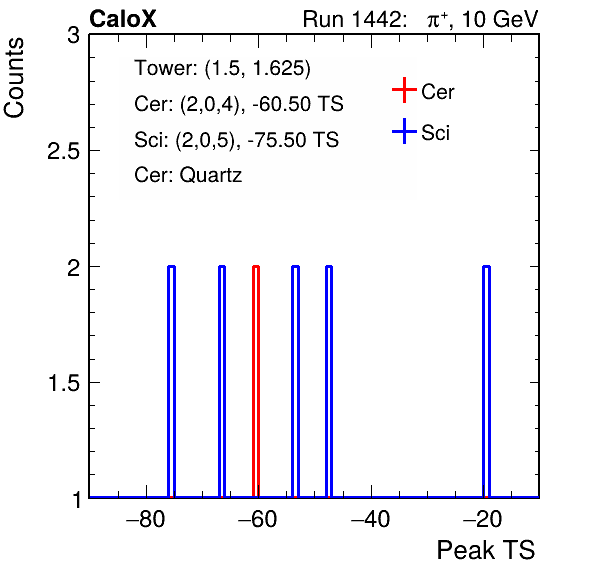 CaloX Run 1442: π⁺, 10 GeV
Counts
3
2.5
2
1.5
1
Tower: (1.5, 1.625)
Cer: (2,0,4), -60.50 TS
Sci: (2,0,5), -75.50 TS
Cer: Quartz
Cer
Sci
−80 −60 −40 −20
Peak TS